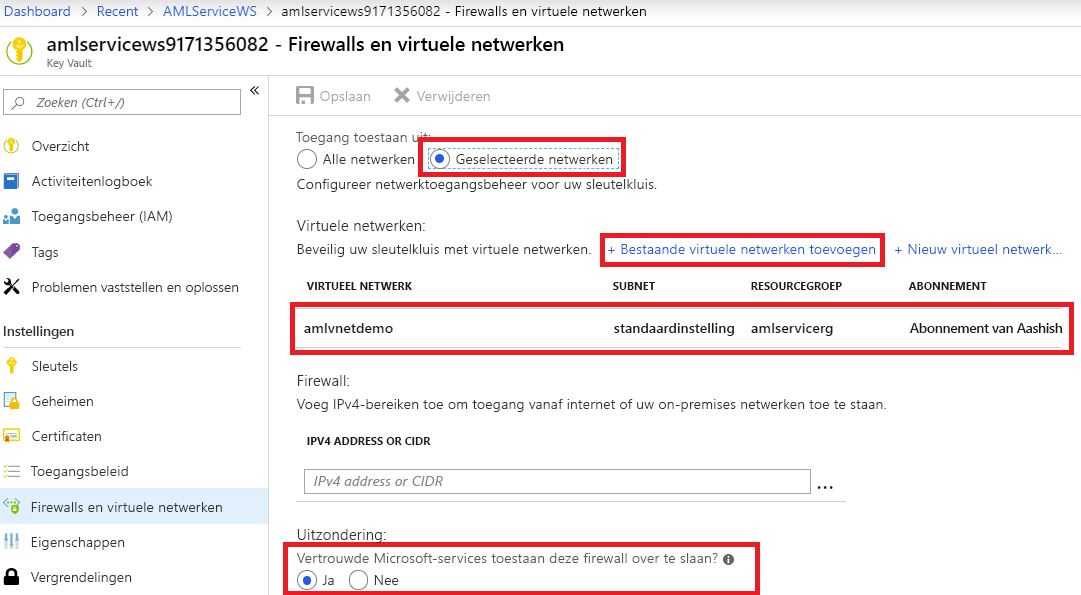 Dashboard > Recent > AMLServiceWS > amlservicews9171356082 - Firewalls en virtuele netwerken
amlservicews9171356082 - Firewalls en virtuele netwerken
Key Vault
Zoeken (Ctrl+/)
«
Overzicht
Activiteitenlogboek
Toegangsbeheer (IAM)
Tags
Problemen vaststellen en oplossen
Instellingen
Sleutels
Geheimen
Certificaten
Toegangsbeleid
Firewalls en virtuele netwerken
Eigenschappen
Vergrendelingen
Opslaan Verwijderen
Toegang toestaan uit:
Alle netwerken Geselecteerde netwerken
Configureer netwerktoegangsbeheer voor uw sleutelkluis.
Virtuele netwerken:
Beveilig uw sleutelkluis met virtuele netwerken. + Bestaande virtuele netwerken toevoegen + Nieuw virtueel netwerk...
VIRTUEEL NETWERK SUBNET RESOURCEGROEP ABONNEMENT
amlvnetdemo standaardinstelling amlservicerg Abonnement van Aashish
Firewall:
Voeg IPv4-bereiken toe om toegang vanaf internet of uw on-premises netwerken toe te staan.
IPV4 ADDRESS OR CIDR
IPv4 address or CIDR ...
Uitzondering:
Vertrouwde Microsoft-services toestaan deze firewall over te slaan?
Ja Nee